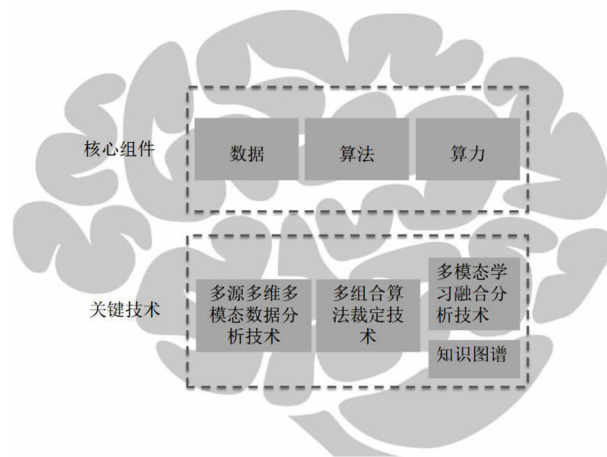 核心组件
数据
算法
算力
关键技术
多源多维多
模态数据分
析技术
多组合算
法裁定技
术
多模态学
习融合分
析技术
知识图谱